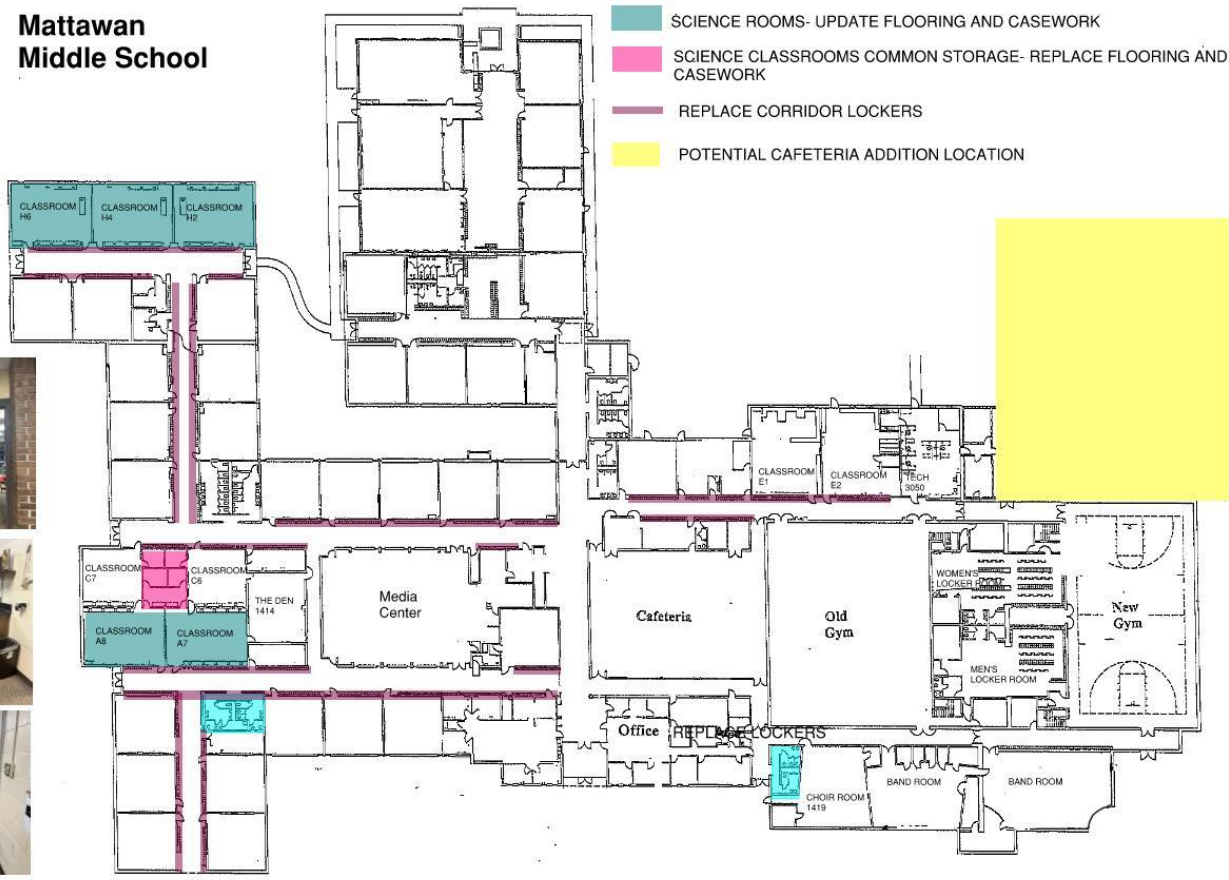 Mattawan
Middle School
SCIENCE ROOMS- UPDATE FLOORING AND CASEWORK
SCIENCE CLASSROOMS COMMON STORAGE- REPLACE FLOORING AND
CASEWORK
REPLACE CORRIDOR LOCKERS
POTENTIAL CAFETERIA ADDITION LOCATION
CLASSROOM
H6
CLASSROOM
H4
CLASSROOM
H2
CLASSROOM
E1
CLASSROOM
E2
TECH
3050
CLASSROOM
C7
CLASSROOM
C6
THE DEN
1414
Media
Center
CLASSROOM
A8
CLASSROOM
A7
Cafeteria
Old
Gym
WOMEN'S
LOCKER
MEN'S
LOCKER ROOM
New
Gym
Office
REPLACE LOCKERS
CHOIR ROOM
1419
BAND ROOM
BAND ROOM